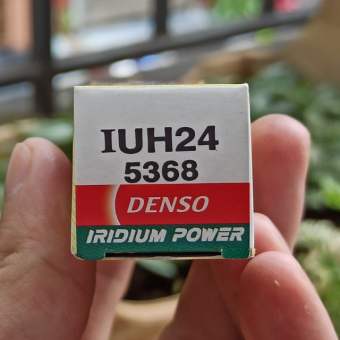 IUH24
5368
DENSO
IRIDIUM POWER